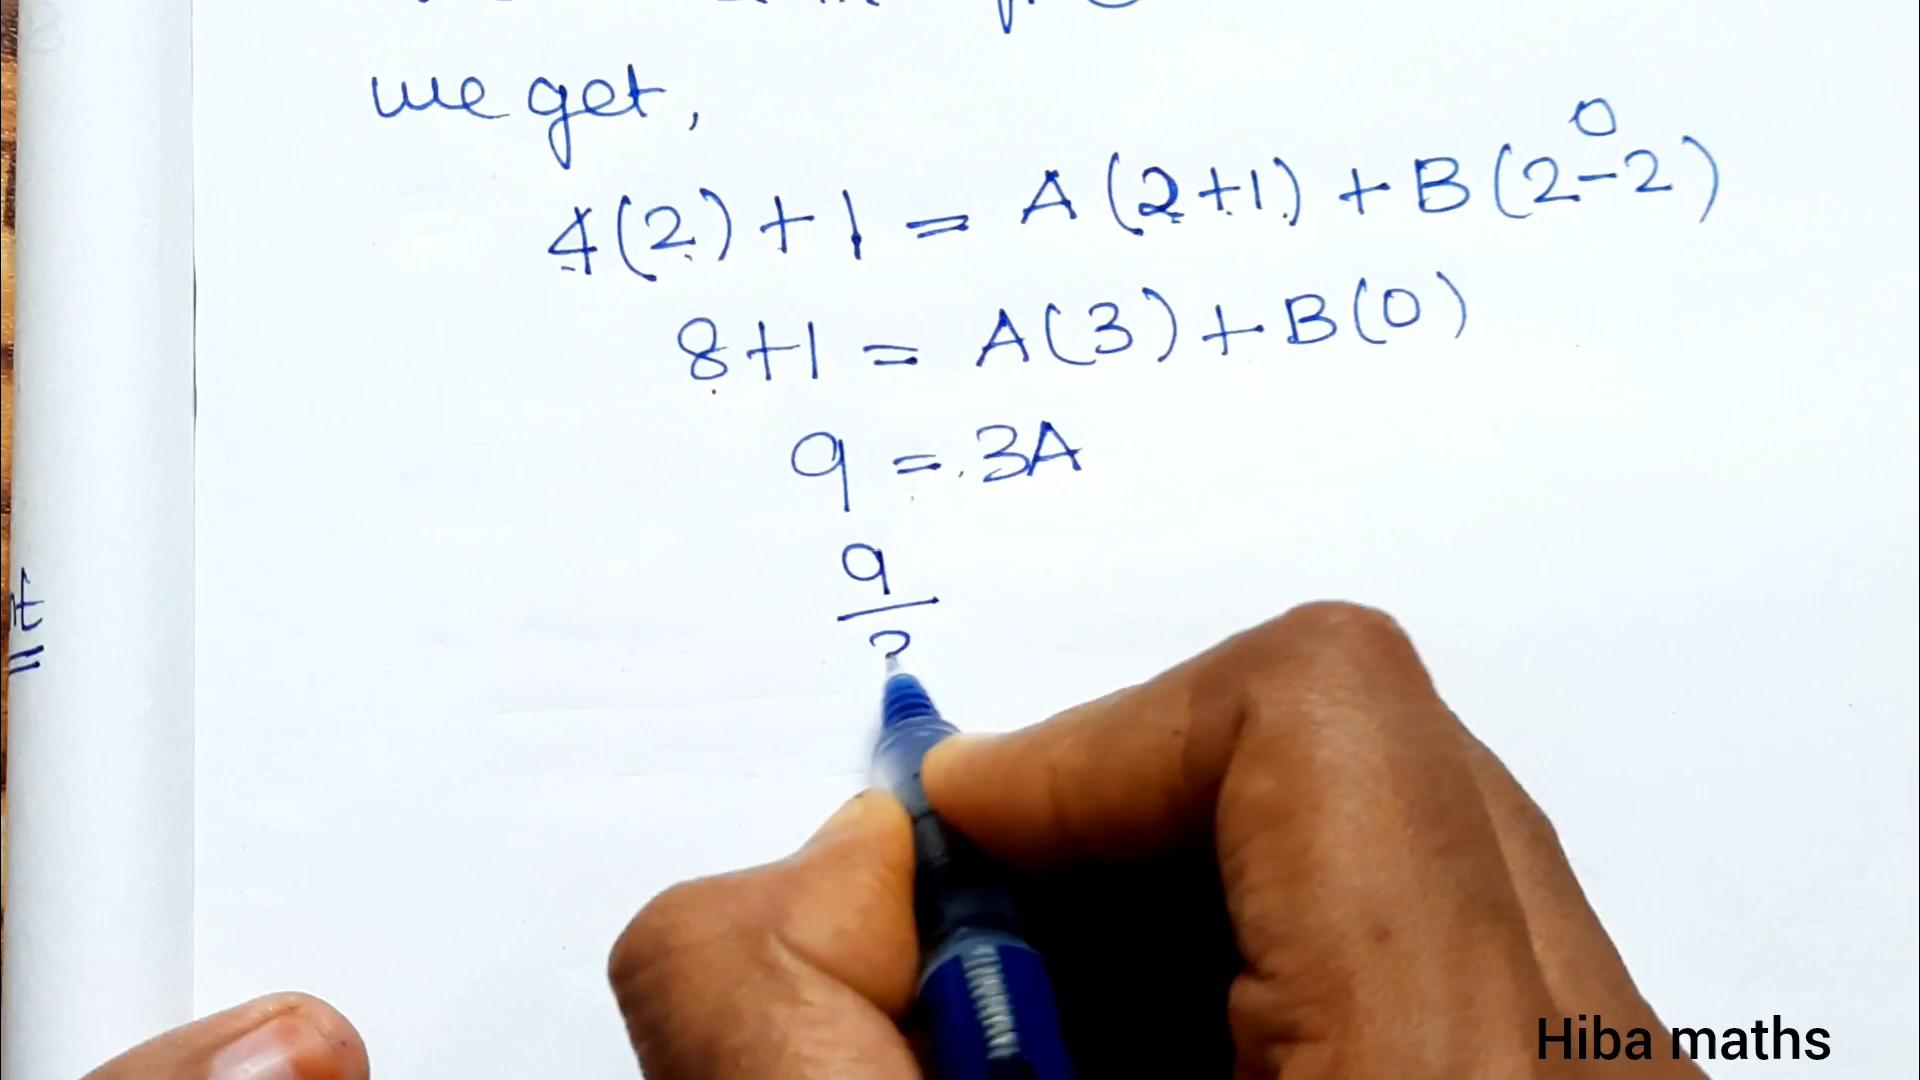 we get,
0
4(2)+1 = A(2+1)+B(2-2)
8+1 = A(3)+B(0)
9 = 3A
9
Hiba maths